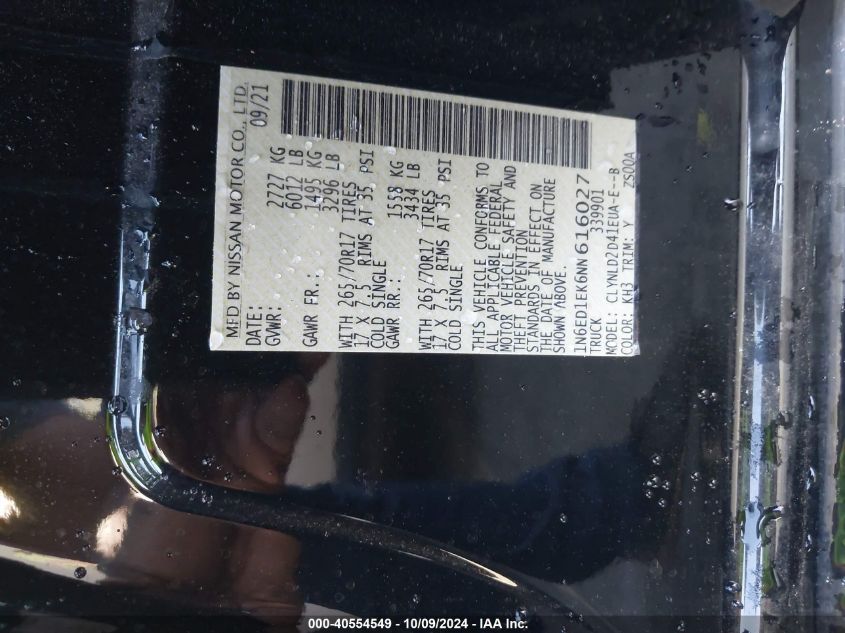 MFD BY NISSAN MOTOR CO., LTD.
DATE: 09/21
GVWR: 2727 KG
6012 LB
GAWR FR.: 1495 KG
3296 LB
WITH 265/70R17 TIRES
17 X 7.5 RIMS AT 35 PSI
COLD SINGLE
GAWR RR.: 1558 KG
3434 LB
WITH 265/70R17 TIRES
17 X 7.5 RIMS AT 35 PSI
COLD SINGLE
THIS VEHICLE CONFORMS TO
ALL APPLICABLE FEDERAL
MOTOR VEHICLE SAFETY AND
THEFT PREVENTION
STANDARDS IN EFFECT ON
THE DATE OF MANUFACTURE
SHOWN ABOVE.
1N6ED1EK6NN616027
TRUCK 339901
MODEL: CLYNLD2D41EUA-E--B
COLOR: KH3 TRIM: Y ZS00A
000-40554549 - 10/09/2024 - IAA Inc.